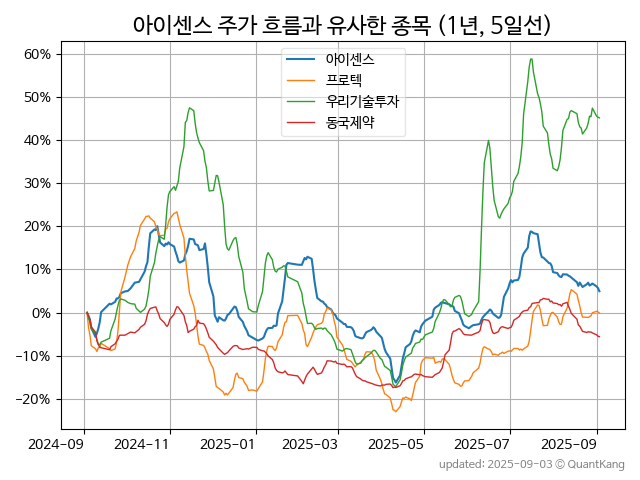 아이센스 주가 흐름과 유사한 종목 (1년, 5일선)
아이센스
프로텍
우리기술투자
동국제약
60%
50%
40%
30%
20%
10%
0%
−10%
−20%
2024-09
2024-11
2025-01
2025-03
2025-05
2025-07
2025-09
updated: 2025-09-03 © QuantKang